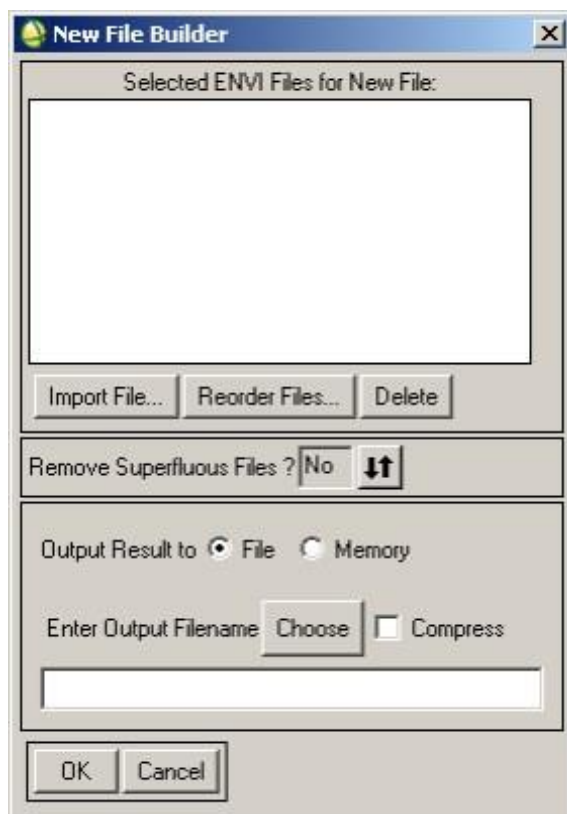 New File Builder
Selected ENVI Files for New File:
Import File... Reorder Files... Delete
Remove Superfluous Files ? No
Output Result to File Memory
Enter Output Filename Choose Compress
OK Cancel